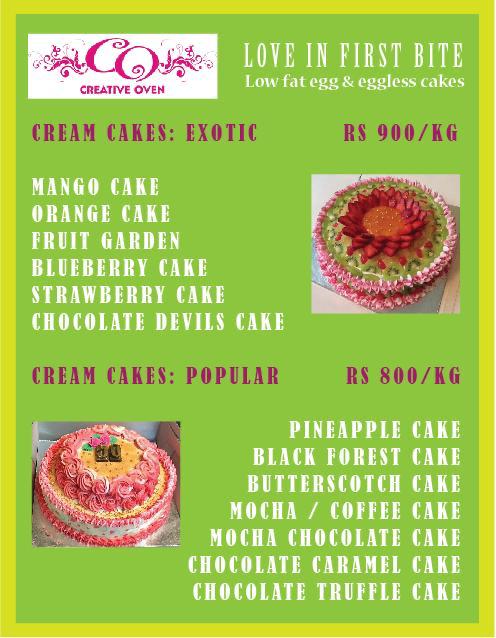 CO
CREATIVE OVEN
LOVE IN FIRST BITE
Low fat egg & eggless cakes
CREAM CAKES: EXOTIC RS 900/KG
MANGO CAKE
ORANGE CAKE
FRUIT GARDEN
BLUEBERRY CAKE
STRAWBERRY CAKE
CHOCOLATE DEVILS CAKE
CREAM CAKES: POPULAR RS 800/KG
PINEAPPLE CAKE
BLACK FOREST CAKE
BUTTERSCOTCH CAKE
MOCHA / COFFEE CAKE
MOCHA CHOCOLATE CAKE
CHOCOLATE CARAMEL CAKE
CHOCOLATE TRUFFLE CAKE